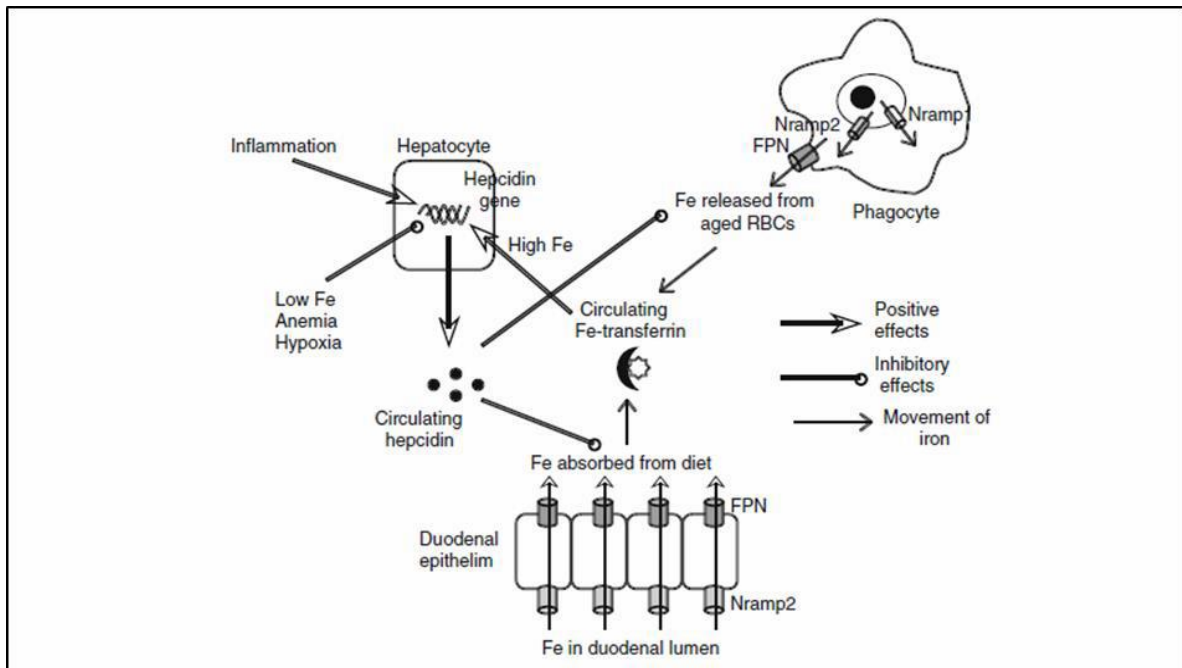 Nramp1
Nramp2
FPN
Inflammation
Hepatocyte
Hepcidin
gene
Fe released from
aged RBCs
Phagocyte
High Fe
Low Fe
Anemia
Hypoxia
Circulating
Fe-transferrin
Positive
effects
Inhibitory
effects
Movement of
iron
Circulating
hepcidin
Fe absorbed from diet
FPN
Duodenal
epithelim
Nramp2
Fe in duodenal lumen